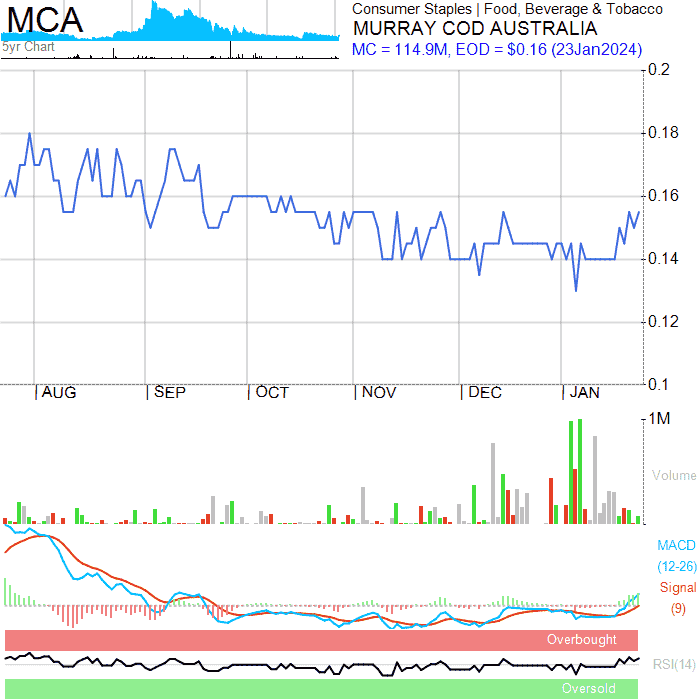 MCA
5yr Chart
Consumer Staples | Food, Beverage & Tobacco
MURRAY COD AUSTRALIA
MC = 114.9M, EOD = $0.16 (23Jan2024)
0.2
0.18
0.16
0.14
0.12
0.1
AUG SEP OCT NOV DEC JAN
1M
Volume
MACD
(12-26)
Signal
(9)
Overbought
RSI(14)
Oversold